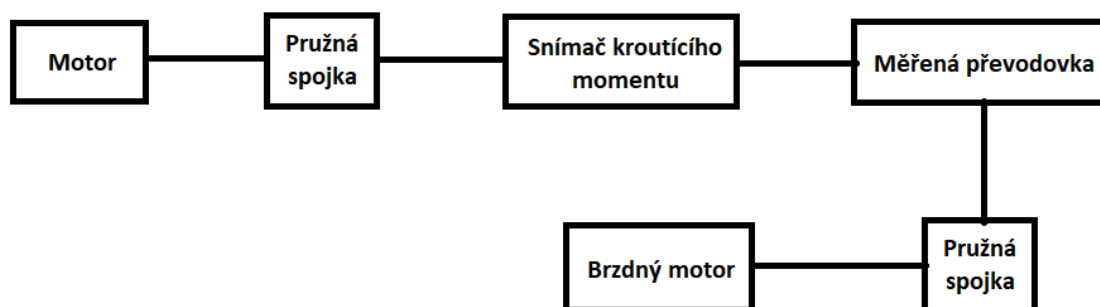 Motor
Pružná
spojka
Snímač kroutícího
momentu
Měřená převodovka
Brzdný motor
Pružná
spojka